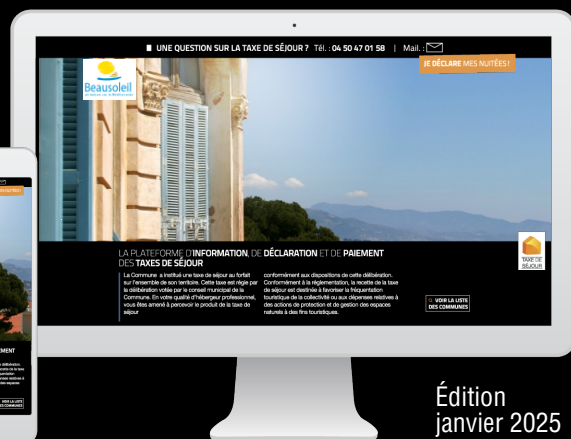 UNE QUESTION SUR LA TAXE DE SÉJOUR ? Tél. : 04 50 47 01 58 | Mail. :
JE DÉCLARE MES NUITÉES !
Beausoleil
LA PLATEFORME D'INFORMATION, DE DÉCLARATION ET DE PAIEMENT
DES TAXES DE SÉJOUR
La Commune a institué une taxe de séjour au forfait
sur l'ensemble de son territoire. Cette taxe est régie par
la délibération votée par le conseil municipal de la
Commune. En votre qualité d'hébergeur professionnel,
vous êtes amené à percevoir le produit de la taxe de
séjour
conformément aux dispositions de cette délibération.
Conformément à la réglementation, la recette de la taxe
de séjour est destinée à favoriser la fréquentation
touristique de la collectivité ou aux dépenses relatives à
des actions de protection et de gestion des espaces
naturels à des fins touristiques.
TAXE DE
SÉJOUR
VOIR LA LISTE
DES COMMUNES
Édition
janvier 2025